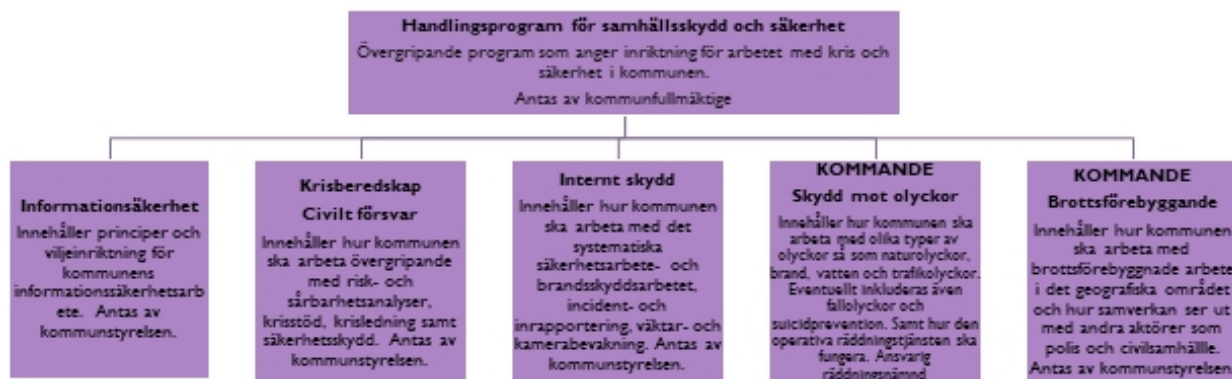 Handlingsprogram för samhällsskydd och säkerhet
Övergripande program som anger inriktning för arbetet med kris och
säkerhet i kommunen.
Antas av kommunfullmäktige
Informationsäkerhet
Innehåller principer och
viljeinriktning för
kommunens
informationssäkerhetsarb
ete. Antas av
kommunstyrelsen.
Krisberedskap
Civilt försvar
Innehåller hur kommunen
ska arbeta övergripande
med risk- och
sårbarhetsanalyser,
krisstöd, krisledning samt
säkerhetsskydd. Antas av
kommunstyrelsen.
Internt skydd
Innehåller hur kommunen
ska arbeta med det
systematiska
säkerhetsarbete- och
brandsskyddsarbetet,
incident- och
inrapportering, väktar- och
kamerabevakning. Antas av
kommunstyrelsen.
KOMMANDE
Skydd mot olyckor
Innehåller hur kommunen ska
arbeta med olika typer av
olyckor så som naturolyckor,
brand, vatten och trafikolyckor.
Eventuellt inkluderas även
fallolyckor och
suicidprevention. Samt hur den
operativa räddningstjänsten ska
fungera. Ansvarig
räddningsnämnd
KOMMANDE
Brottsförebyggande
Innehåller hur kommunen
ska arbeta med
brottsförebyggnade arbete
i det geografiska området
och hur samverkan ser ut
med andra aktörer som
polis och civilsamhällle.
Antas av kommunstyrelsen